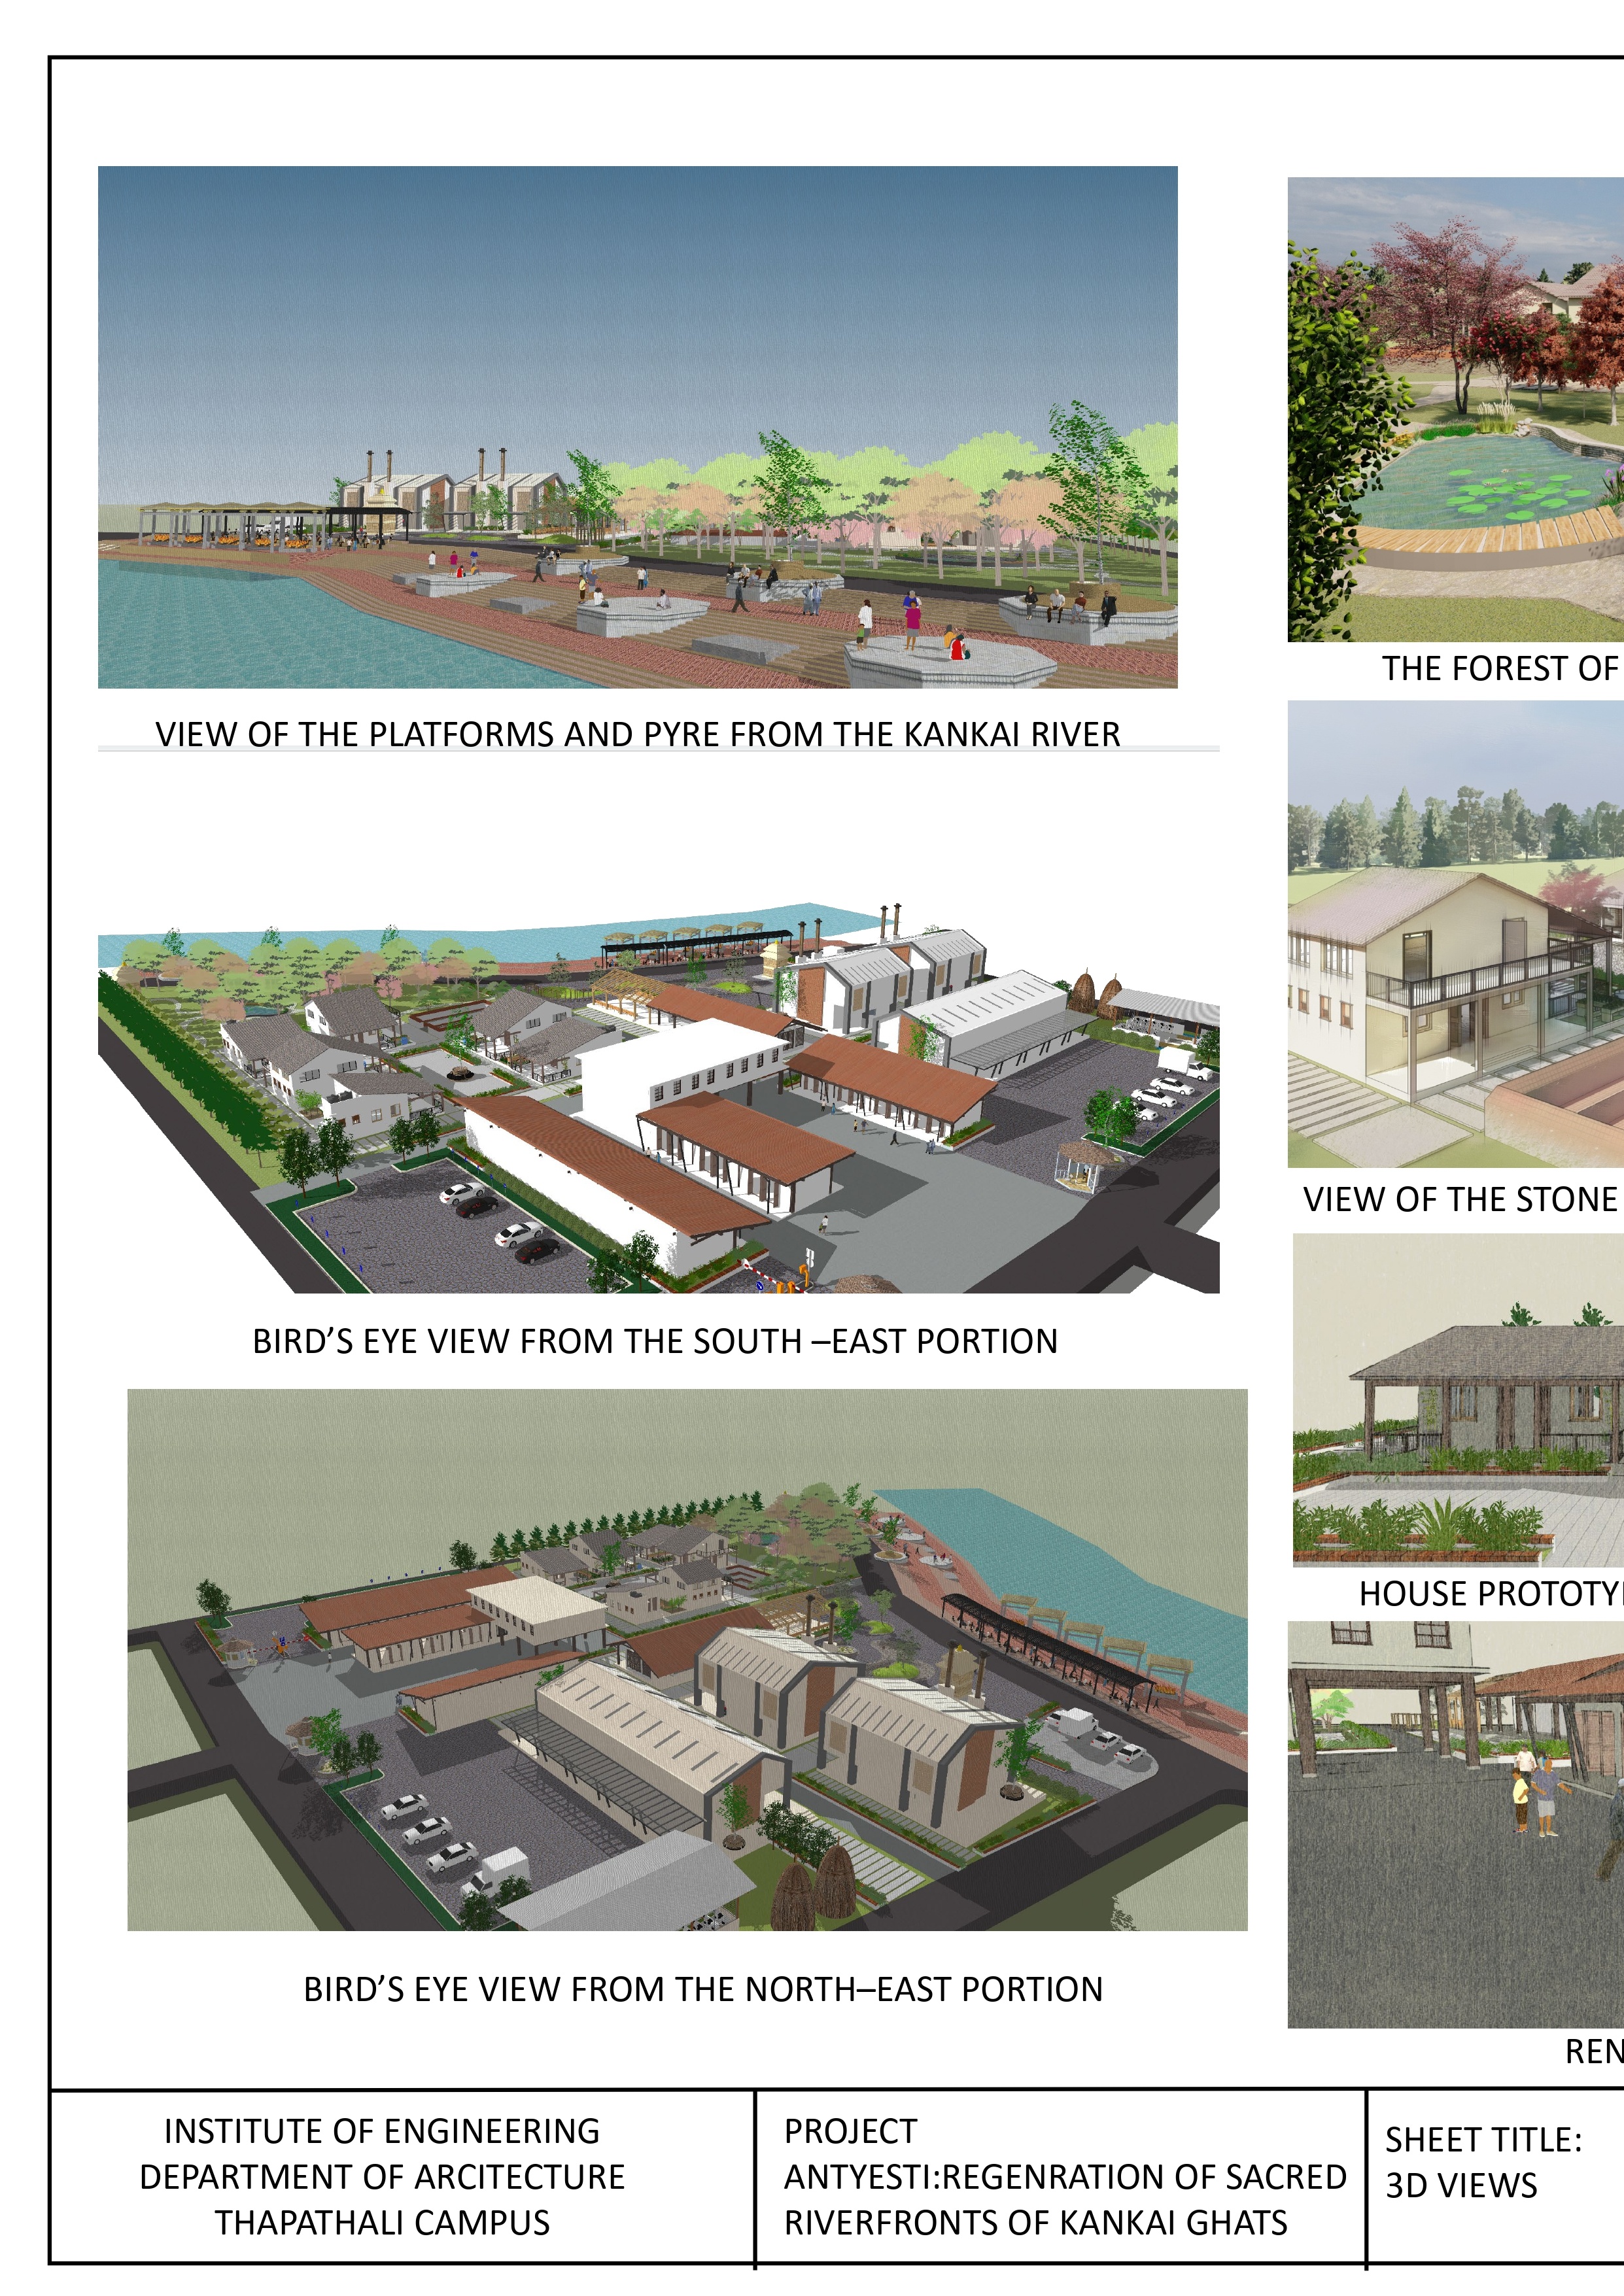 VIEW OF THE PLATFORMS AND PYRE FROM THE KANKAI RIVER
BIRD’S EYE VIEW FROM THE SOUTH –EAST PORTION
BIRD’S EYE VIEW FROM THE NORTH–EAST PORTION
THE FOREST OF
VIEW OF THE STONE
HOUSE PROTOTY
REN
INSTITUTE OF ENGINEERING
DEPARTMENT OF ARCITECTURE
THAPATHALI CAMPUS
PROJECT
ANTYESTI:REGENRATION OF SACRED
RIVERFRONTS OF KANKAI GHATS
SHEET TITLE:
3D VIEWS